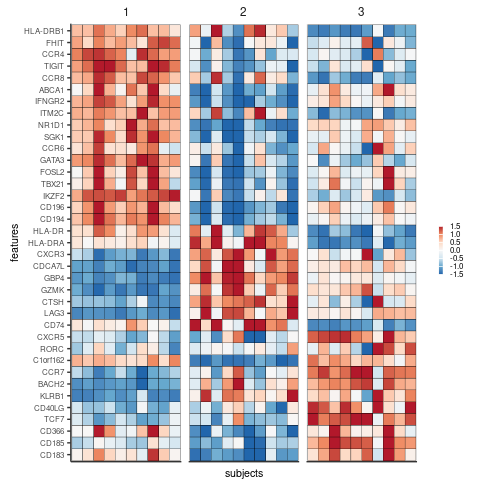 1 2 3
HLA-DRB1
FHIT
CCR4
TIGIT
CCR8
ABCA1
IFNGR2
ITM2C
NR1D1
SGK1
CCR6
GATA3
FOSL2
TBX21
IKZF2
CD196
CD194
HLA-DR
HLA-DRA
CXCR3
CDCA7L
GBP4
GZMK
CTSH
LAG3
CD74
CXCR5
RORC
C1orf162
CCR7
BACH2
KLRB1
CD40LG
TCF7
CD366
CD185
CD183
features
subjects
1.5
1.0
0.5
0.0
-0.5
-1.0
-1.5